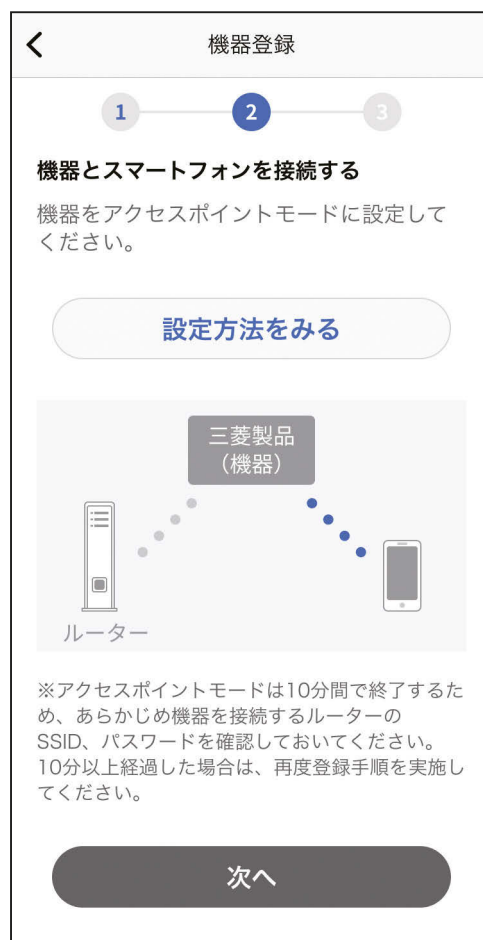 機器登録
1 2 3
機器とスマートフォンを接続する
機器をアクセスポイントモードに設定して
ください。
設定方法をみる
三菱製品
（機器）
ルーター
※アクセスポイントモードは10分間で終了するた
め、あらかじめ機器を接続するルーターの
SSID、パスワードを確認しておいてください。
10分以上経過した場合は、再度登録手順を実施し
てください。
次へ